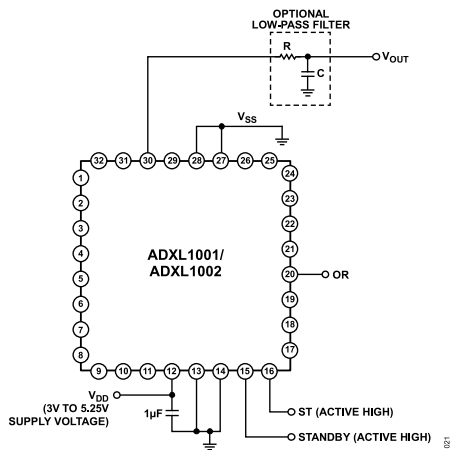 OPTIONAL
LOW-PASS FILTER
R
C
VOUT
VSS
32 31 30 29 28 27 26 25
1
2
3
4
5
6
7
8
24
23
22
21
20
19
18
17
ADXL1001/
ADXL1002
OR
9 10 11 12 13 14 15 16
VDD
(3V TO 5.25V
SUPPLY VOLTAGE)
1µF
ST (ACTIVE HIGH)
STANDBY (ACTIVE HIGH)
021